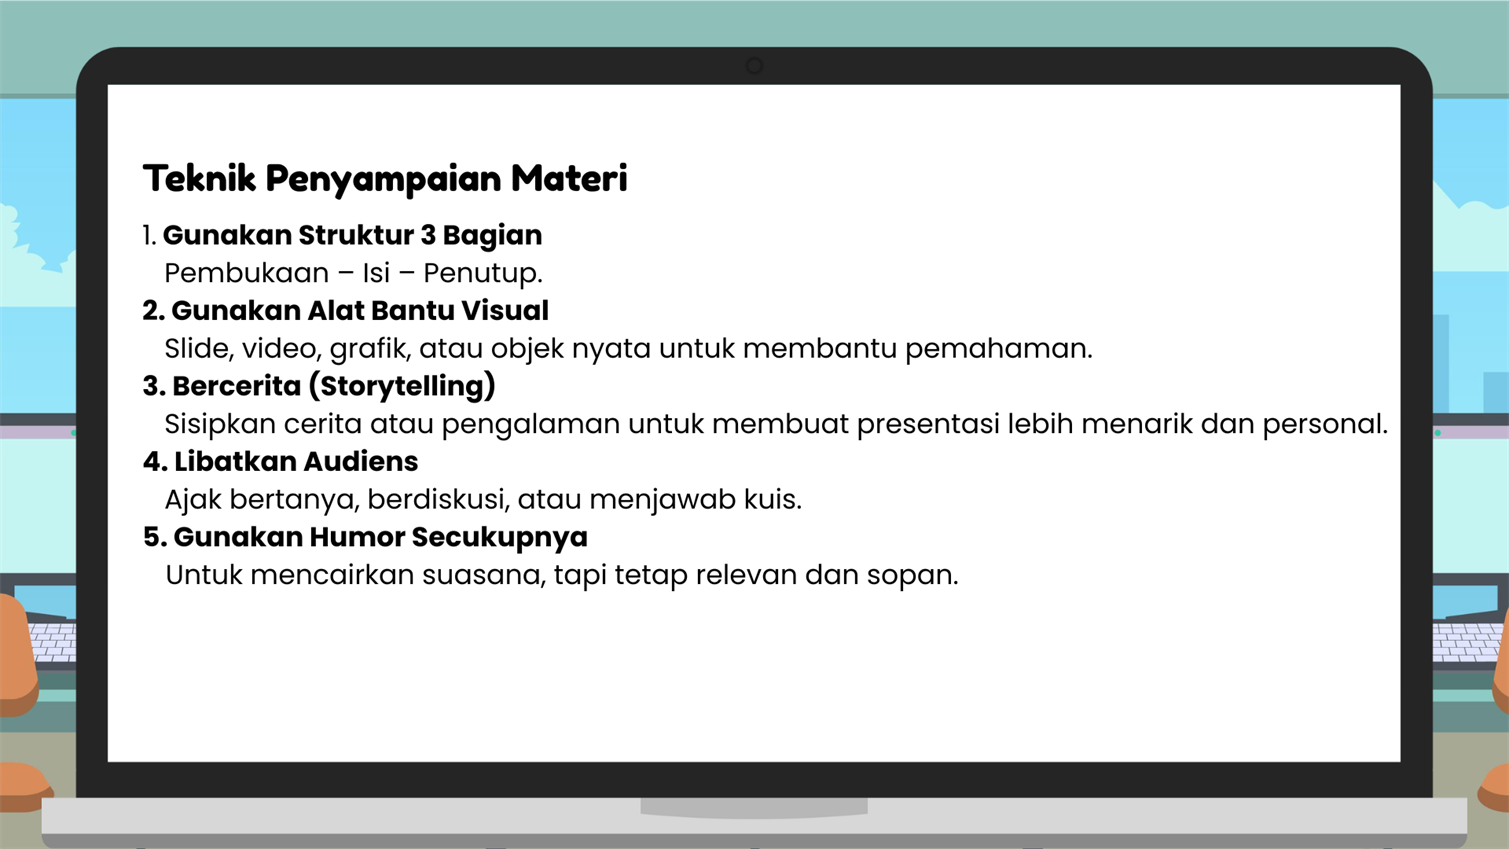 Teknik Penyampaian Materi
1. Gunakan Struktur 3 Bagian
Pembukaan – Isi – Penutup.
2. Gunakan Alat Bantu Visual
Slide, video, grafik, atau objek nyata untuk membantu pemahaman.
3. Bercerita (Storytelling)
Sisipkan cerita atau pengalaman untuk membuat presentasi lebih menarik dan personal.
4. Libatkan Audiens
Ajak bertanya, berdiskusi, atau menjawab kuis.
5. Gunakan Humor Secukupnya
Untuk mencairkan suasana, tapi tetap relevan dan sopan.